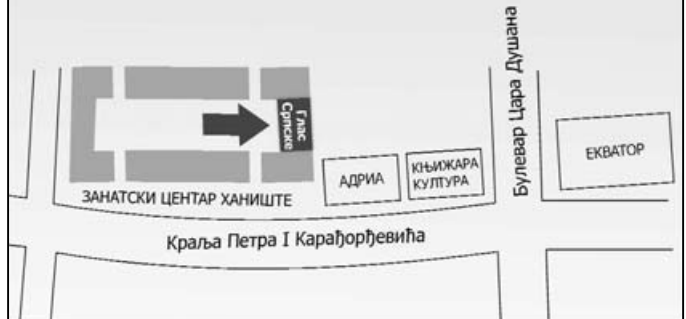 Глас
Српске
ЗАНАТСКИ ЦЕНТАР ХАНИШТЕ
АДРИА
КЊИЖАРА
КУЛТУРА
Булевар Цара Душана
ЕКВАТОР
Краља Петра I Карађорђевића